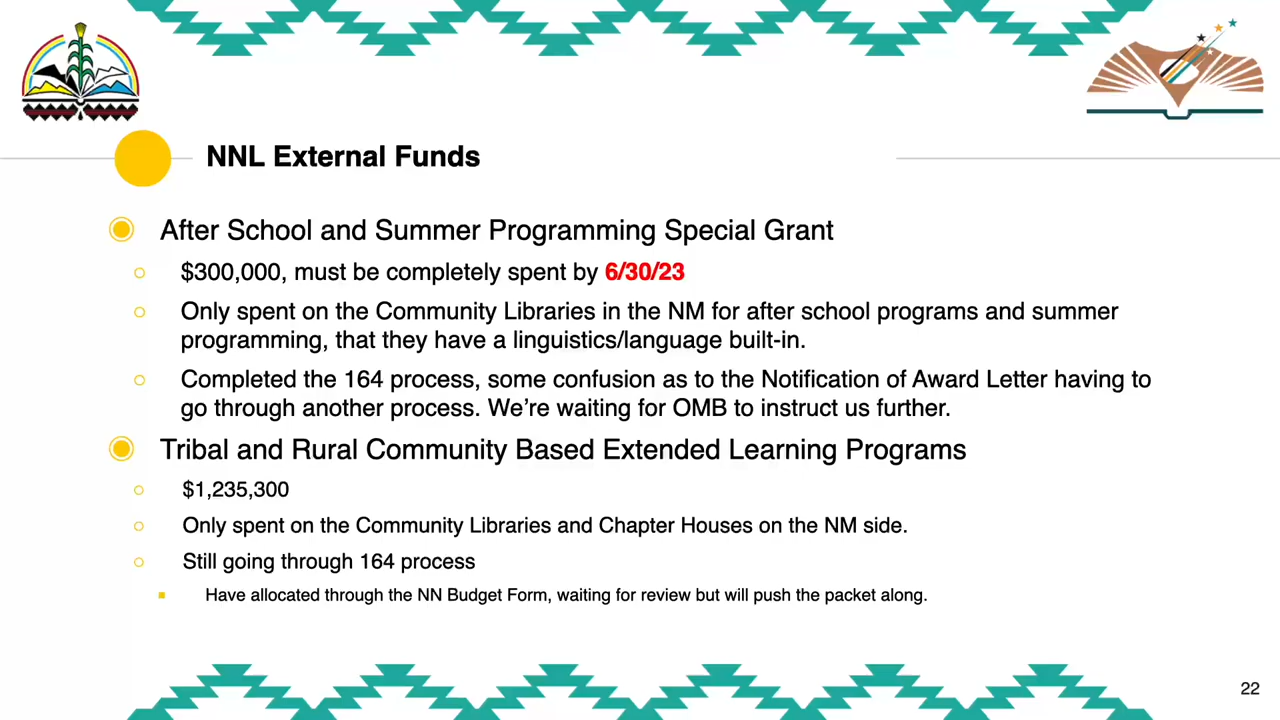 NNL External Funds
After School and Summer Programming Special Grant
$300,000, must be completely spent by 6/30/23
Only spent on the Community Libraries in the NM for after school programs and summer
programming, that they have a linguistics/language built-in.
Completed the 164 process, some confusion as to the Notification of Award Letter having to
go through another process. We’re waiting for OMB to instruct us further.
Tribal and Rural Community Based Extended Learning Programs
$1,235,300
Only spent on the Community Libraries and Chapter Houses on the NM side.
Still going through 164 process
Have allocated through the NN Budget Form, waiting for review but will push the packet along.
22